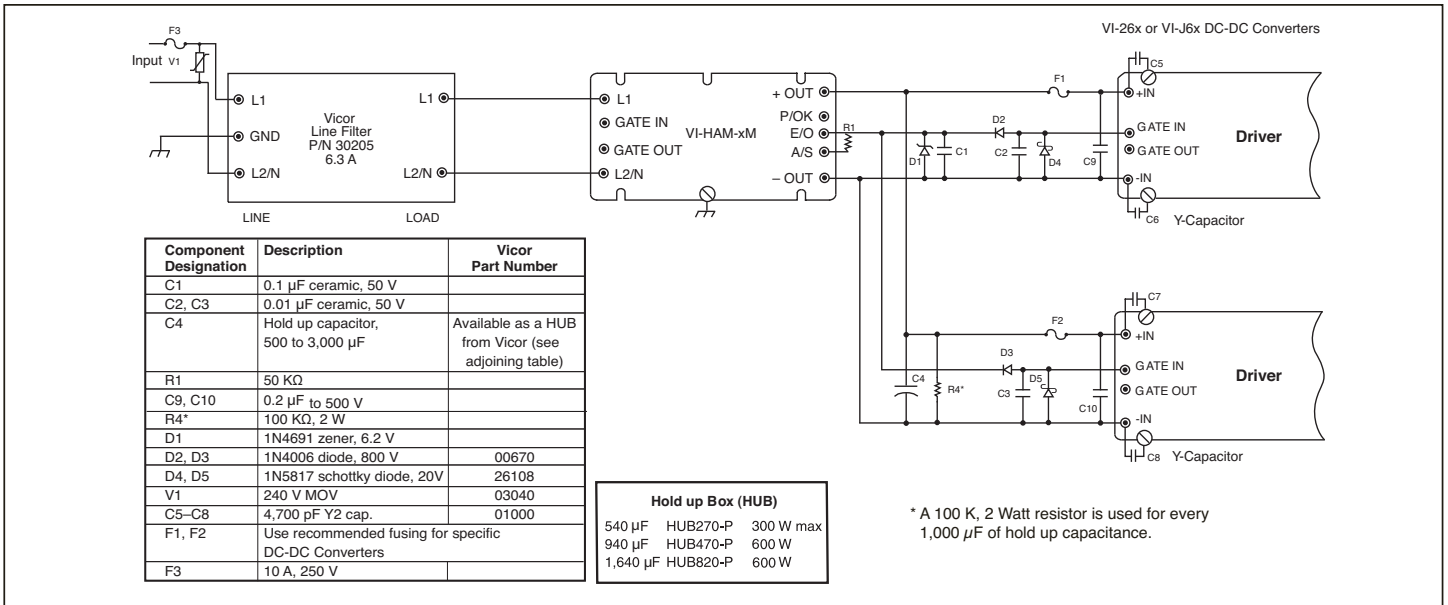 VI-26x or VI-J6x DC-DC Converters
F3
Input V1
L1
GND
L2/N
Vicor
Line Filter
P/N 30205
6.3 A
L1
L2/N
LINE
LOAD
L1
GATE IN
GATE OUT
L2/N
VI-HAM-xM
+ OUT
P/OK
E/O
A/S
– OUT
R1
D1
C1
D2
C2
D4
F1
C9
C5
+IN
GATE IN
GATE OUT
-IN
Driver
C6
Y-Capacitor
C4
R4*
D3
C3
D5
F2
C10
C7
+IN
GATE IN
GATE OUT
-IN
Driver
C8
Y-Capacitor
Component Designation Description Vicor Part Number
C1 0.1 µF ceramic, 50 V
C2, C3 0.01 µF ceramic, 50 V
C4 Hold up capacitor, Available as a HUB
500 to 3,000 µF from Vicor (see
adjoining table)
R1 50 KΩ
C9, C10 0.2 µF to 500 V
R4* 100 KΩ, 2 W
D1 1N4691 zener, 6.2 V
D2, D3 1N4006 diode, 800 V 00670
D4, D5 1N5817 schottky diode, 20V 26108
V1 240 V MOV 03040
C5–C8 4,700 pF Y2 cap. 01000
F1, F2 Use recommended fusing for specific
DC-DC Converters
F3 10 A, 250 V
Hold up Box (HUB)
540 µF HUB270-P 300 W max
940 µF HUB470-P 600 W
1,640 µF HUB820-P 600 W
* A 100 K, 2 Watt resistor is used for every
1,000 µF of hold up capacitance.